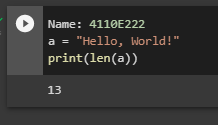 Name: 4110E222
a = "Hello, World!"
print(len(a))
13